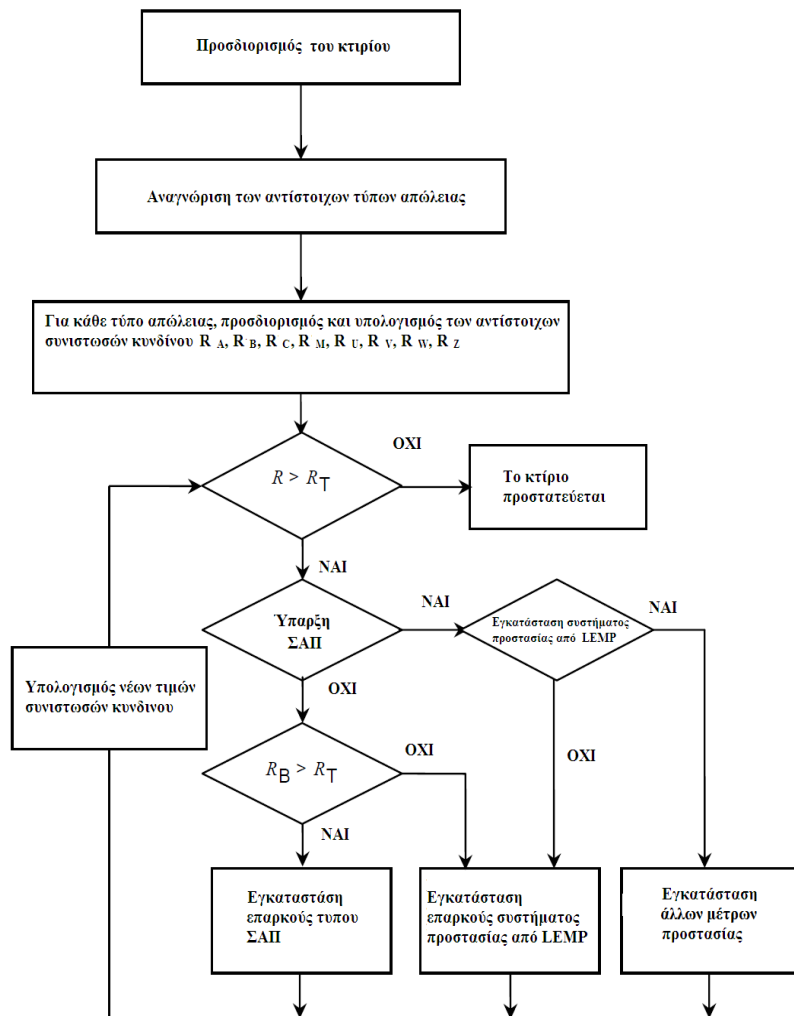 Προσδιορισμός του κτιρίου
Αναγνώριση των αντίστοιχων τύπων απώλειας
Για κάθε τύπο απώλειας, προσδιορισμός και υπολογισμός των αντίστοιχων
συνιστωσών κυνδίνου R A, R B, R C, R M, R U, R V, R W, R Z
ΟΧΙ
R > RT
Το κτίριο
προστατεύεται
ΝΑΙ
Ύπαρξη
ΣΑΠ
ΝΑΙ
Εγκατάσταση συστήματος
προστασίας από LEMP
ΝΑΙ
Υπολογισμός νέων τιμών
συνιστωσών κυνδινου
ΟΧΙ
RB > RT
ΟΧΙ
ΟΧΙ
ΝΑΙ
Εγκαταστάση
επαρκούς τυπου
ΣΑΠ
Εγκατάσταση
επαρκούς συστήματος
προστασίας από LEMP
Εγκατάσταση
άλλων μέτρων
προστασίας